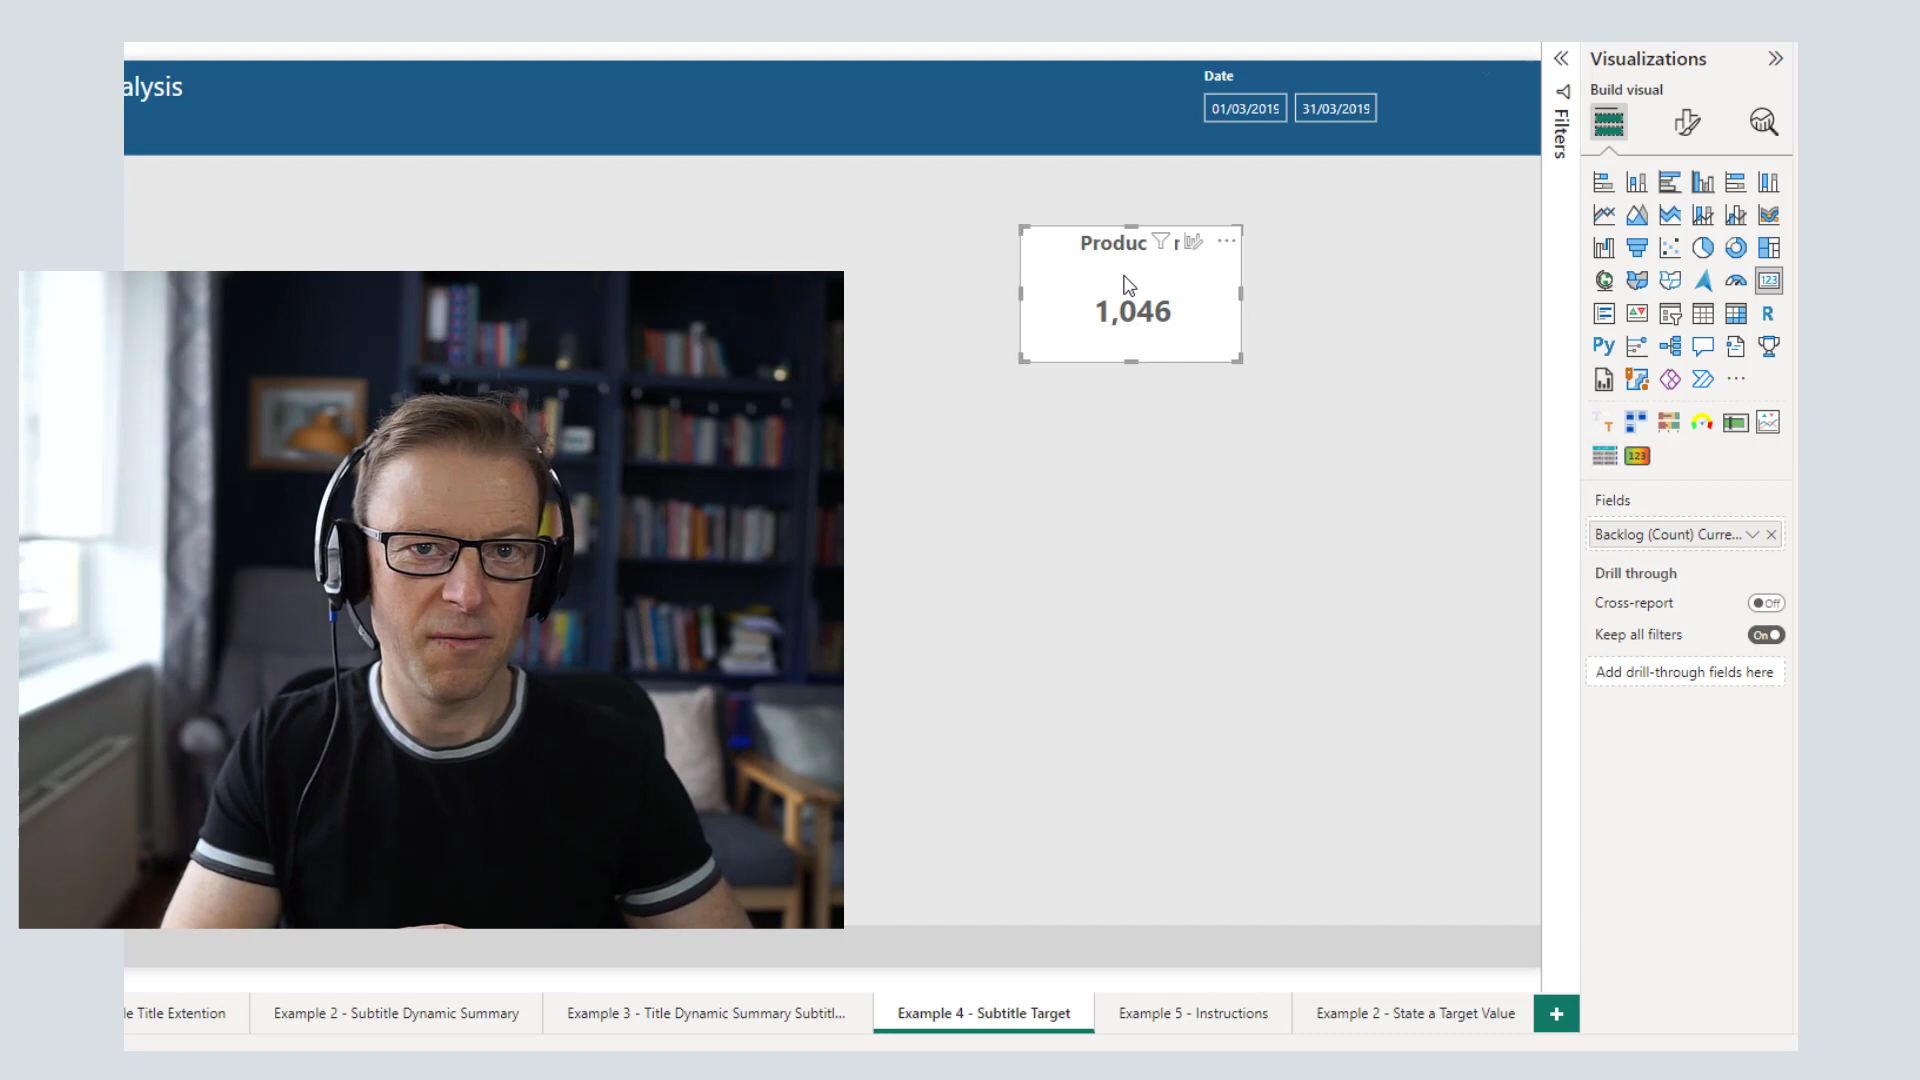 alysis
Date
01/03/2019
31/03/2019
Produc r
1,046
Filters
Visualizations
Build visual
123
R
Py
T
T
123
Fields
Backlog (Count) Curre...
Drill through
Cross-report
Off
Keep all filters
On
Add drill-through fields here
le Title Extention
Example 2 - Subtitle Dynamic Summary
Example 3 - Title Dynamic Summary Subtitl...
Example 4 - Subtitle Target
Example 5 - Instructions
Example 2 - State a Target Value
+